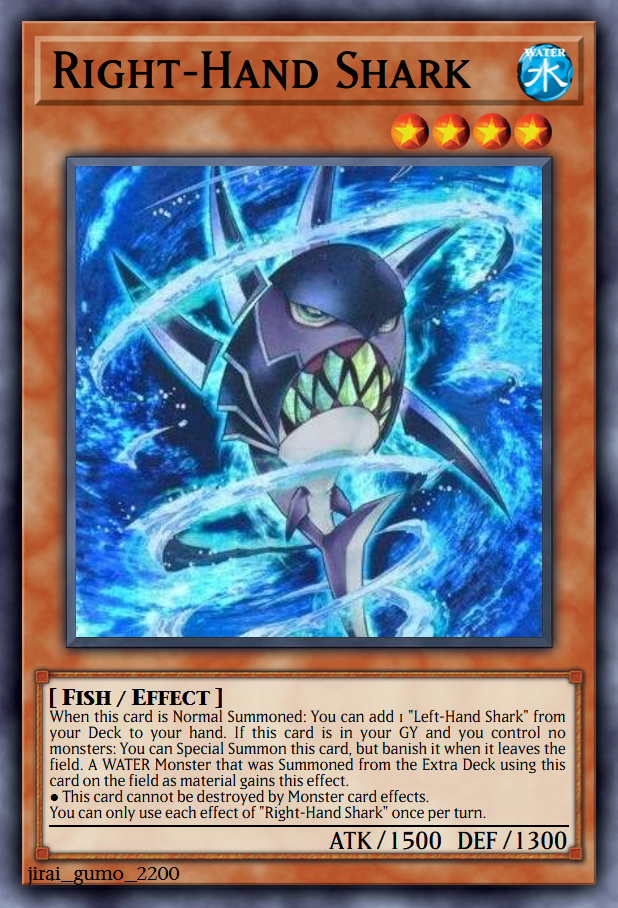 Right-Hand Shark
WATER
水
[ Fish / Effect ]
When this card is Normal Summoned: You can add 1 "Left-Hand Shark" from
your Deck to your hand. If this card is in your GY and you control no
monsters: You can Special Summon this card, but banish it when it leaves the
field. A WATER Monster that was Summoned from the Extra Deck using this
card on the field as material gains this effect.
● This card cannot be destroyed by Monster card effects.
You can only use each effect of "Right-Hand Shark" once per turn.
ATK / 1500 DEF / 1300
jirai_gumo_2200